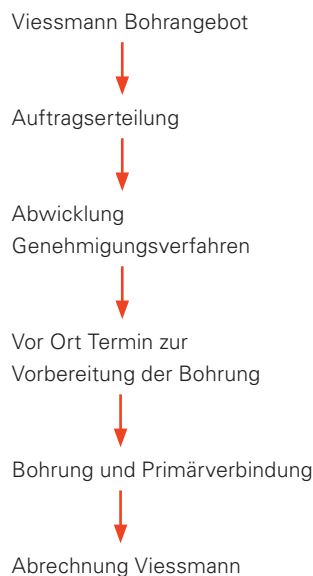 Viessmann Bohrangebot
Auftragserteilung
Abwicklung
Genehmigungsverfahren
Vor Ort Termin zur
Vorbereitung der Bohrung
Bohrung und Primärverbindung
Abrechnung Viessmann